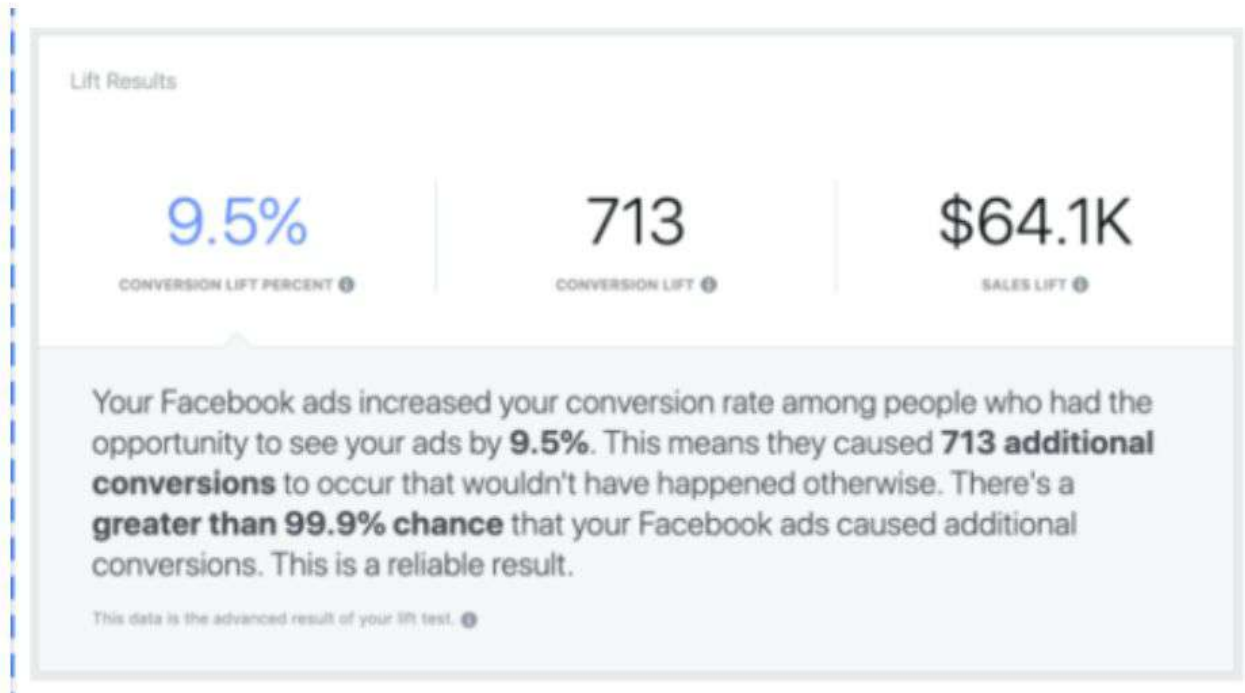 Lift Results
9.5%
713
$64.1K
CONVERSION LIFT PERCENT
CONVERSION LIFT
SALES LIFT
Your Facebook ads increased your conversion rate among people who had the
opportunity to see your ads by 9.5%. This means they caused 713 additional
conversions to occur that wouldn't have happened otherwise. There's a
greater than 99.9% chance that your Facebook ads caused additional
conversions. This is a reliable result.
This data is the advanced result of your lift test.